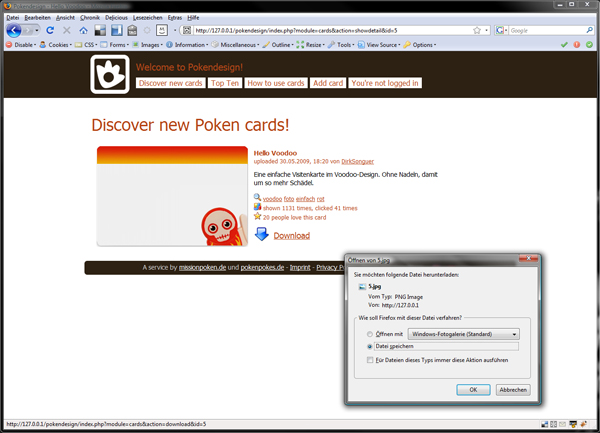 Pokendesign
Datei Bearbeiten Ansicht Chronik Delicious Lesezeichen Extras Hilfe
http://127.0.0.1/pokendesign/index.php?module=cards&action=showdetail&id=5
Google
Disable Cookies CSS Forms Images Information Miscellaneous Outline Resize Tools View Source Options
Welcome to Pokendesign!
Discover new cards Top Ten How to use cards Add card You're not logged in
Discover new Poken cards!
Hello Voodoo
uploaded 30.05.2009, 18:20 von DirkSonguer
Eine einfache Visitenkarte im Voodoo-Design. Ohne Nadeln, damit
um so mehr Schädel.
voodoo foto einfach rot
shown 1131 times, clicked 41 times
29 people love this card
Download
A service by missionpoken.de und pokenpokes.de - Imprint - Privacy
Öffnen von 5.jpg
Sie möchten folgende Datei herunterladen:
5.jpg
Vom Typ: PNG Image
Von: http://127.0.0.1
Wie soll Firefox mit dieser Datei verfahren?
Öffnen mit Windows-Fotogalerie (Standard)
Datei speichern
Für Dateien dieses Typs immer diese Aktion ausführen
OK Abbrechen
http://127.0.0.1/pokendesign/index.php?module=cards&action=download&id=5